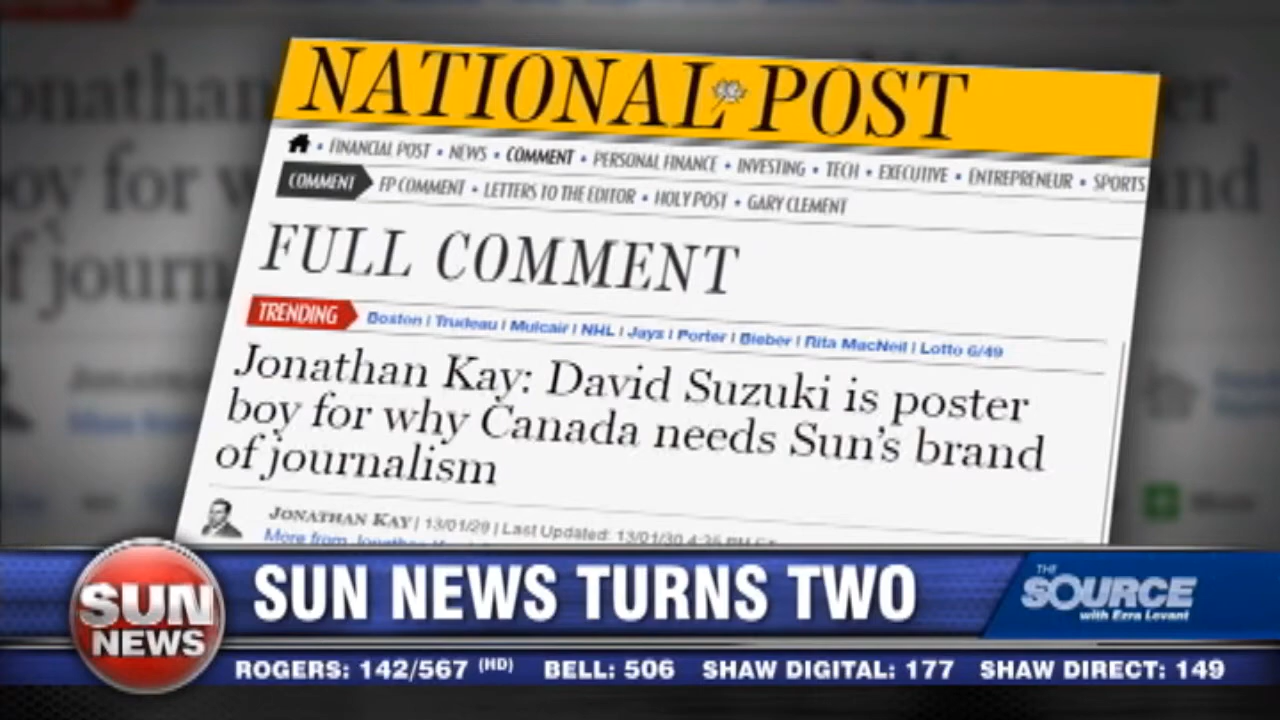 NATIONAL POST
• FINANCIAL POST • NEWS • COMMENT • PERSONAL FINANCE • INVESTING • TECH • EXECUTIVE • ENTREPRENEUR • SPORTS
COMMENT FP COMMENT • LETTERS TO THE EDITOR • HOLY POST • GARY CLEMENT
FULL COMMENT
TRENDING Boston | Trudeau | Mulcair | NHL | Jays | Porter | Bieber | Rita MacNeil | Lotto 6/49
Jonathan Kay: David Suzuki is poster
boy for why Canada needs Sun's brand
of journalism
JONATHAN KAY | 13/01/29 | Last Updated: 13/01/30 4:35 PM
More from Jonathan
SUN
NEWS
SUN NEWS TURNS TWO
THE
SOURCE
with Ezra Levant
ROGERS: 142/567 (HD) BELL: 506 SHAW DIGITAL: 177 SHAW DIRECT: 149